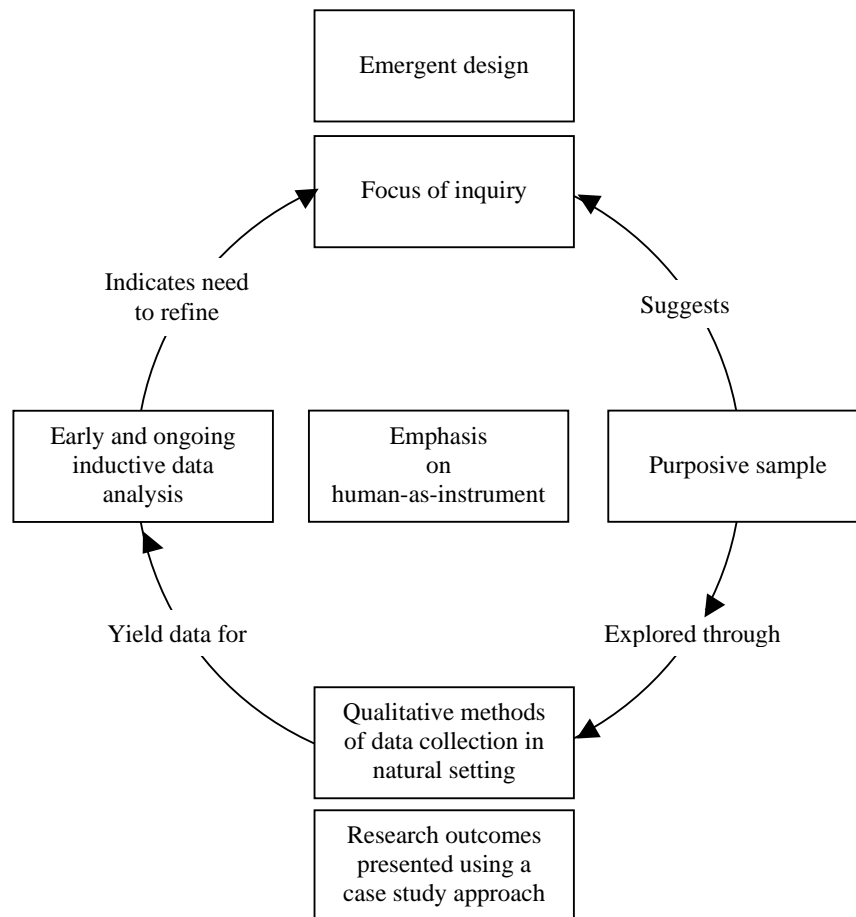 Emergent design
Focus of inquiry
Indicates need
to refine
Suggests
Early and ongoing
inductive data
analysis
Emphasis
on
human-as-instrument
Purposive sample
Yield data for
Explored through
Qualitative methods
of data collection in
natural setting
Research outcomes
presented using a
case study approach